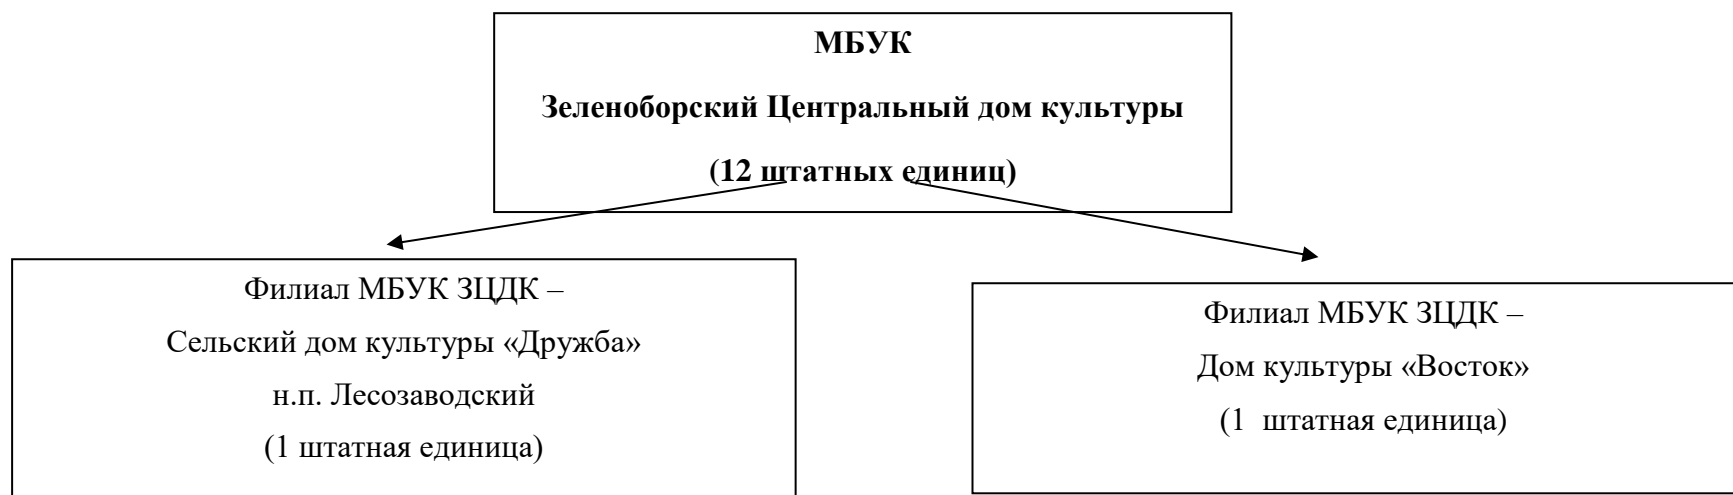 МБУК
Зеленоборский Центральный дом культуры
(12 штатных единиц)
Филиал МБУК ЗЦДК –
Сельский дом культуры «Дружба»
н.п. Лесозаводский
(1 штатная единица)
Филиал МБУК ЗЦДК –
Дом культуры «Восток»
(1 штатная единица)